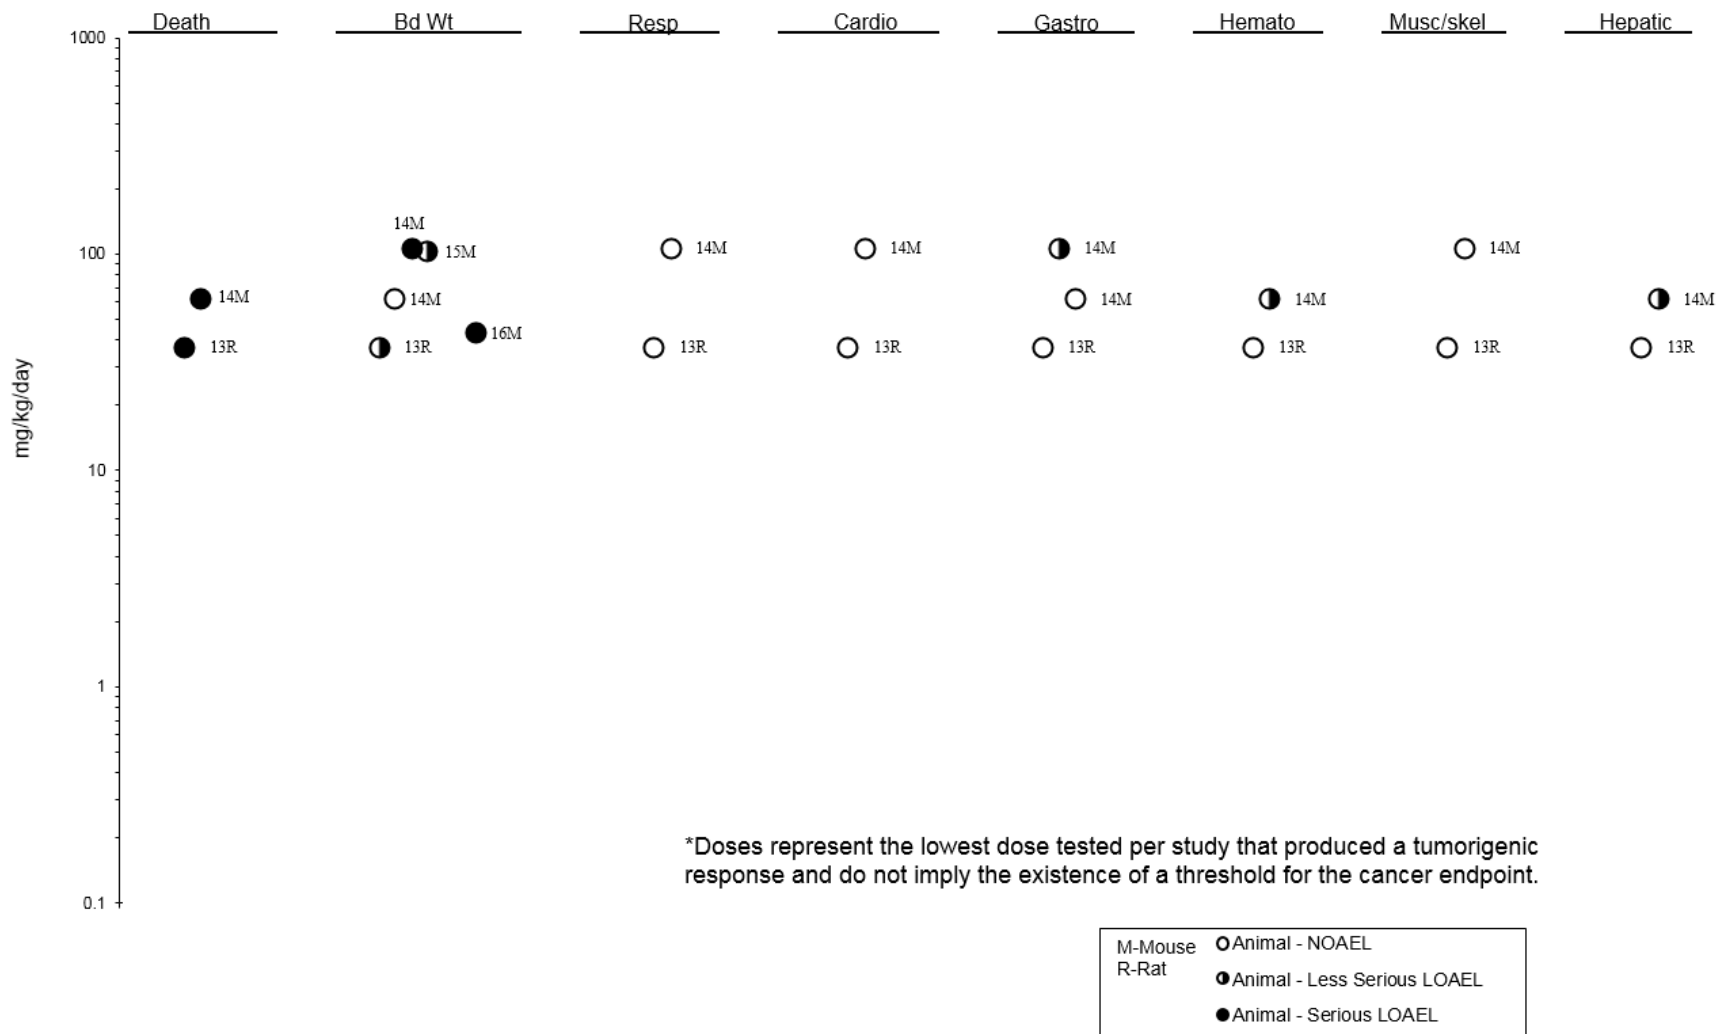 Death Bd Wt Resp Cardio Gastro Hemato Musc/skel Hepatic
1000
14M
15M 14M 14M 14M 14M
100
14M 14M 14M 14M 14M
16M
13R 13R 13R 13R 13R 13R 13R 13R
mg/kg/day
10
1
*Doses represent the lowest dose tested per study that produced a tumorigenic
response and do not imply the existence of a threshold for the cancer endpoint.
0.1
M-Mouse Animal - NOAEL
R-Rat
Animal - Less Serious LOAEL
Animal - Serious LOAEL